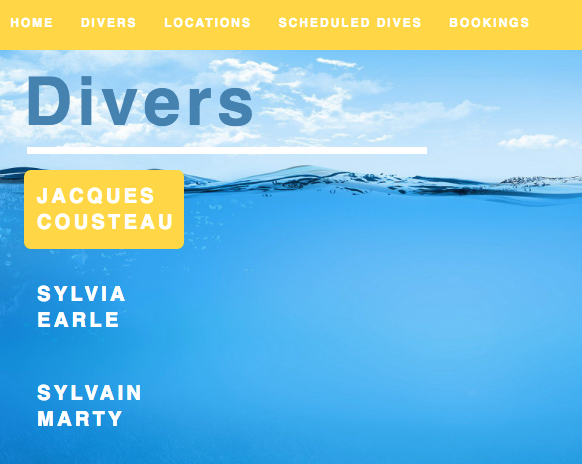 HOME DIVERS LOCATIONS SCHEDULED DIVES BOOKINGS
Divers
JACQUES
COUSTEAU
SYLVIA
EARLE
SYLVAIN
MARTY